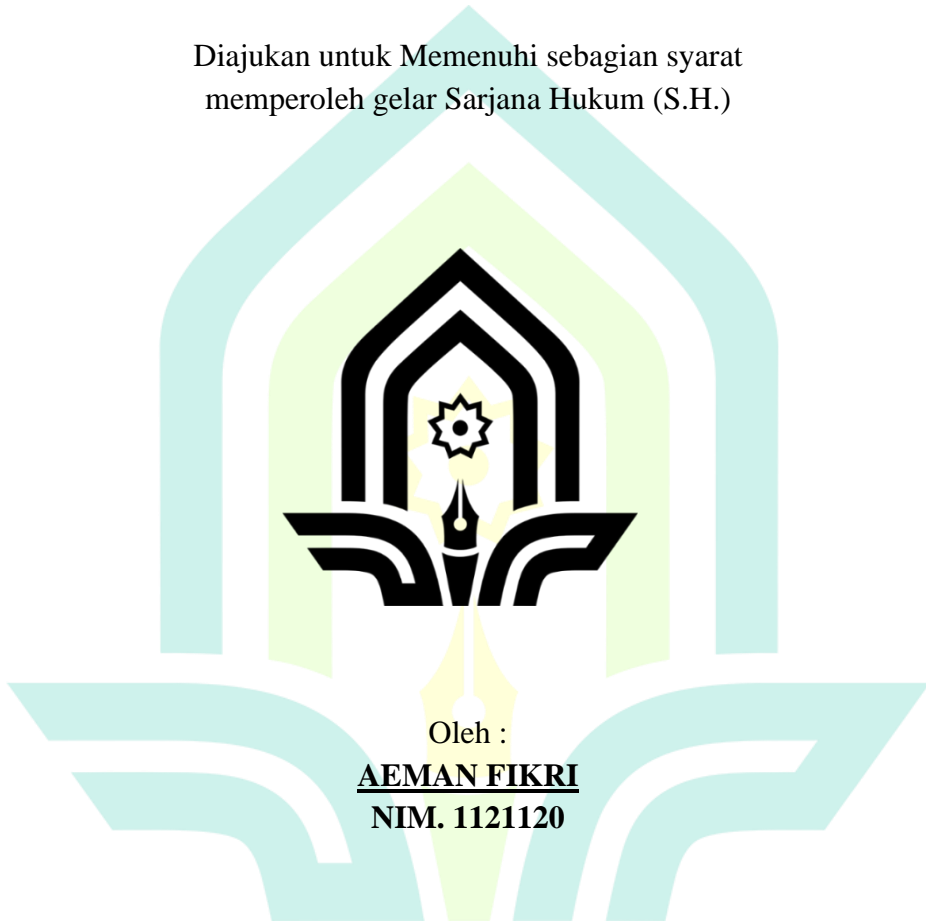 Diajukan untuk Memenuhi sebagian syarat
memperoleh gelar Sarjana Hukum (S.H.)
Oleh :
AEMAN FIKRI
NIM. 1121120